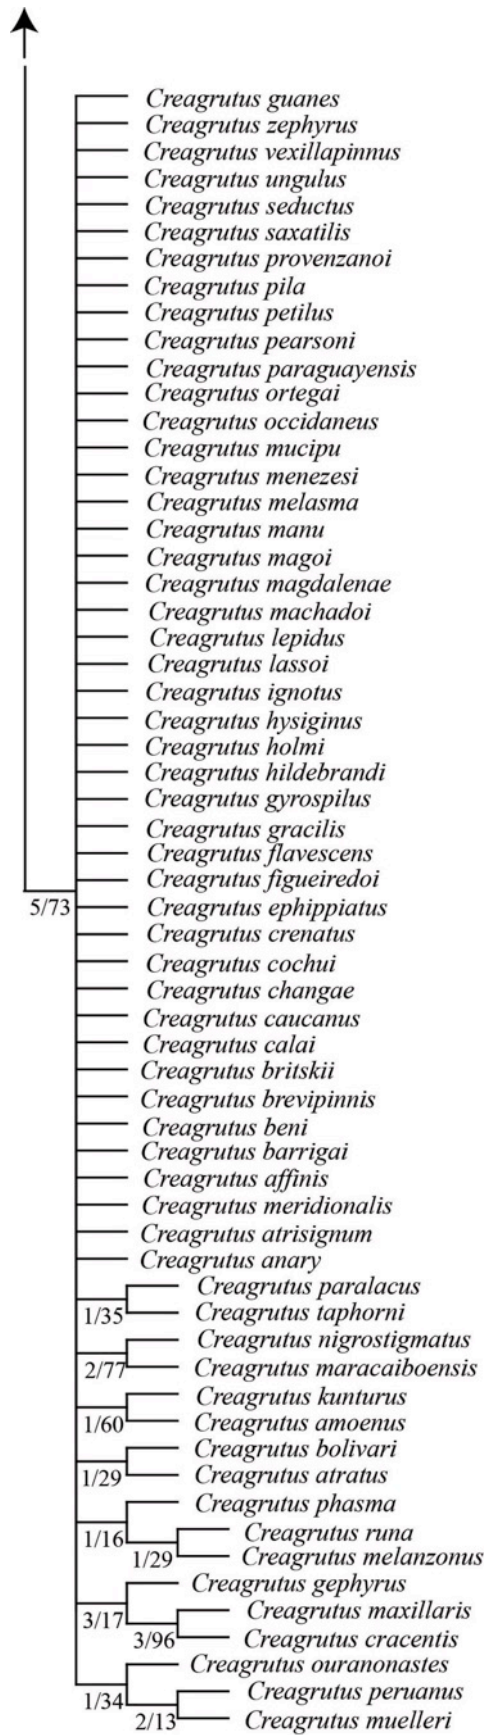 Creagrutus guanes
Creagrutus zephyrus
Creagrutus vexillapinnus
Creagrutus ungulus
Creagrutus seductus
Creagrutus saxatilis
Creagrutus provenzanoi
Creagrutus pila
Creagrutus petilus
Creagrutus pearsoni
Creagrutus paraguayensis
Creagrutus ortegai
Creagrutus occidaneus
Creagrutus mucipu
Creagrutus menezesi
Creagrutus melasma
Creagrutus manu
Creagrutus magoi
Creagrutus magdalenae
Creagrutus machadoi
Creagrutus lepidus
Creagrutus lassoi
Creagrutus ignotus
Creagrutus hysiginus
Creagrutus holmi
Creagrutus hildebrandi
Creagrutus gyrospilus
Creagrutus gracilis
Creagrutus flavescens
Creagrutus figueiredoi
5/73
Creagrutus ephippiatus
Creagrutus crenatus
Creagrutus cochui
Creagrutus changae
Creagrutus caucanus
Creagrutus calai
Creagrutus britskii
Creagrutus brevipinnis
Creagrutus beni
Creagrutus barrigai
Creagrutus affinis
Creagrutus meridionalis
Creagrutus atrisignum
Creagrutus anary
Creagrutus paralacus
1/35
Creagrutus taphorni
Creagrutus nigrostigmatus
2/77
Creagrutus maracaiboensis
Creagrutus kunturus
1/60
Creagrutus amoenus
Creagrutus bolivari
1/29
Creagrutus atratus
Creagrutus phasma
1/16
Creagrutus runa
1/29
Creagrutus melanzonus
Creagrutus gephyrus
3/17
Creagrutus maxillaris
3/96
Creagrutus cracentis
Creagrutus ouranonastes
1/34
Creagrutus peruanus
2/13
Creagrutus muelleri